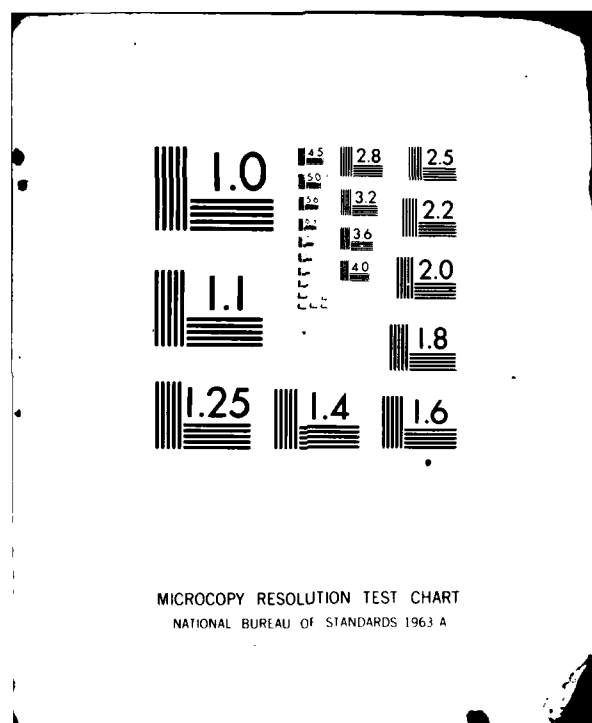 1.0 4.5 2.8 2.5
5.0
5.6 3.2 2.2
3.6
1.1 4.0 2.0
1.8
1.25 1.4 1.6
MICROCOPY RESOLUTION TEST CHART
NATIONAL BUREAU OF STANDARDS 1963 A